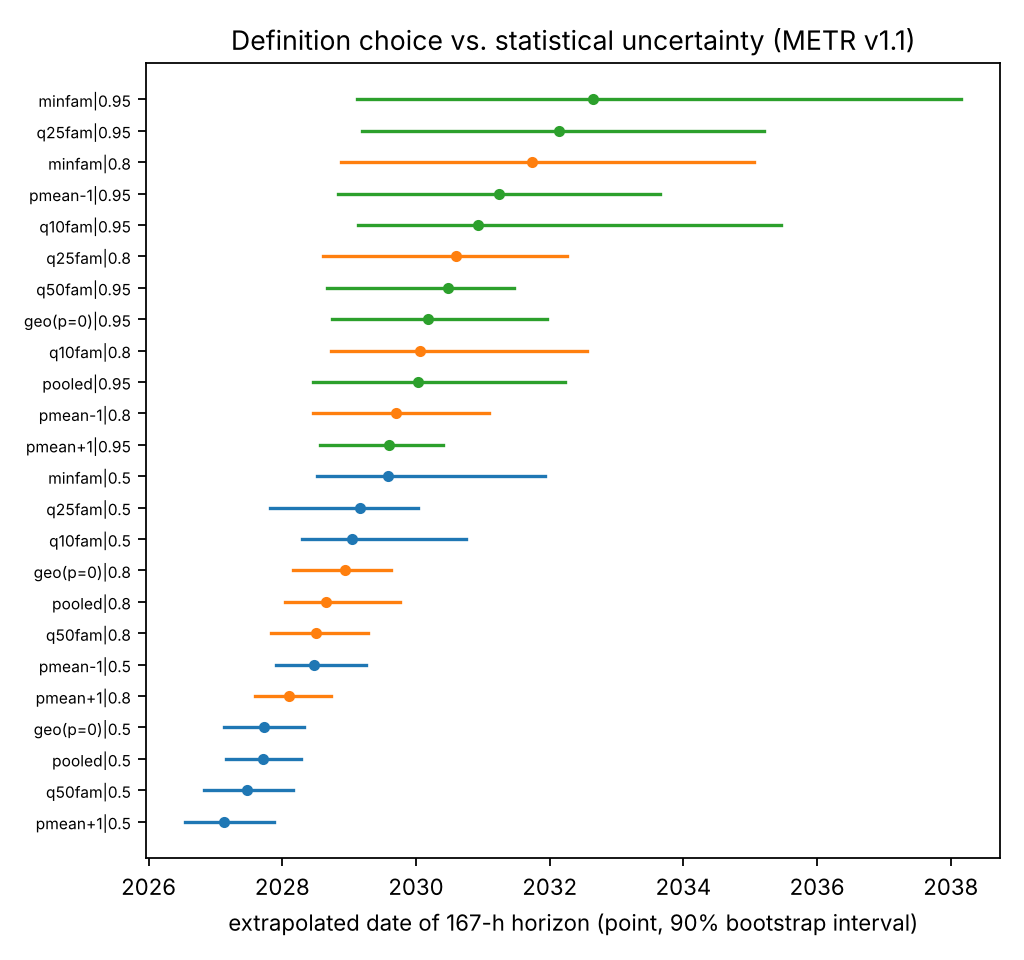 Definition choice vs. statistical uncertainty (METR v1.1)
minfam|0.95
q25fam|0.95
minfam|0.8
pmean-1|0.95
q10fam|0.95
q25fam|0.8
q50fam|0.95
geo(p=0)|0.95
q10fam|0.8
pooled|0.95
pmean-1|0.8
pmean+1|0.95
minfam|0.5
q25fam|0.5
q10fam|0.5
geo(p=0)|0.8
pooled|0.8
q50fam|0.8
pmean-1|0.5
pmean+1|0.8
geo(p=0)|0.5
pooled|0.5
q50fam|0.5
pmean+1|0.5
2026 2028 2030 2032 2034 2036 2038
extrapolated date of 167-h horizon (point, 90% bootstrap interval)